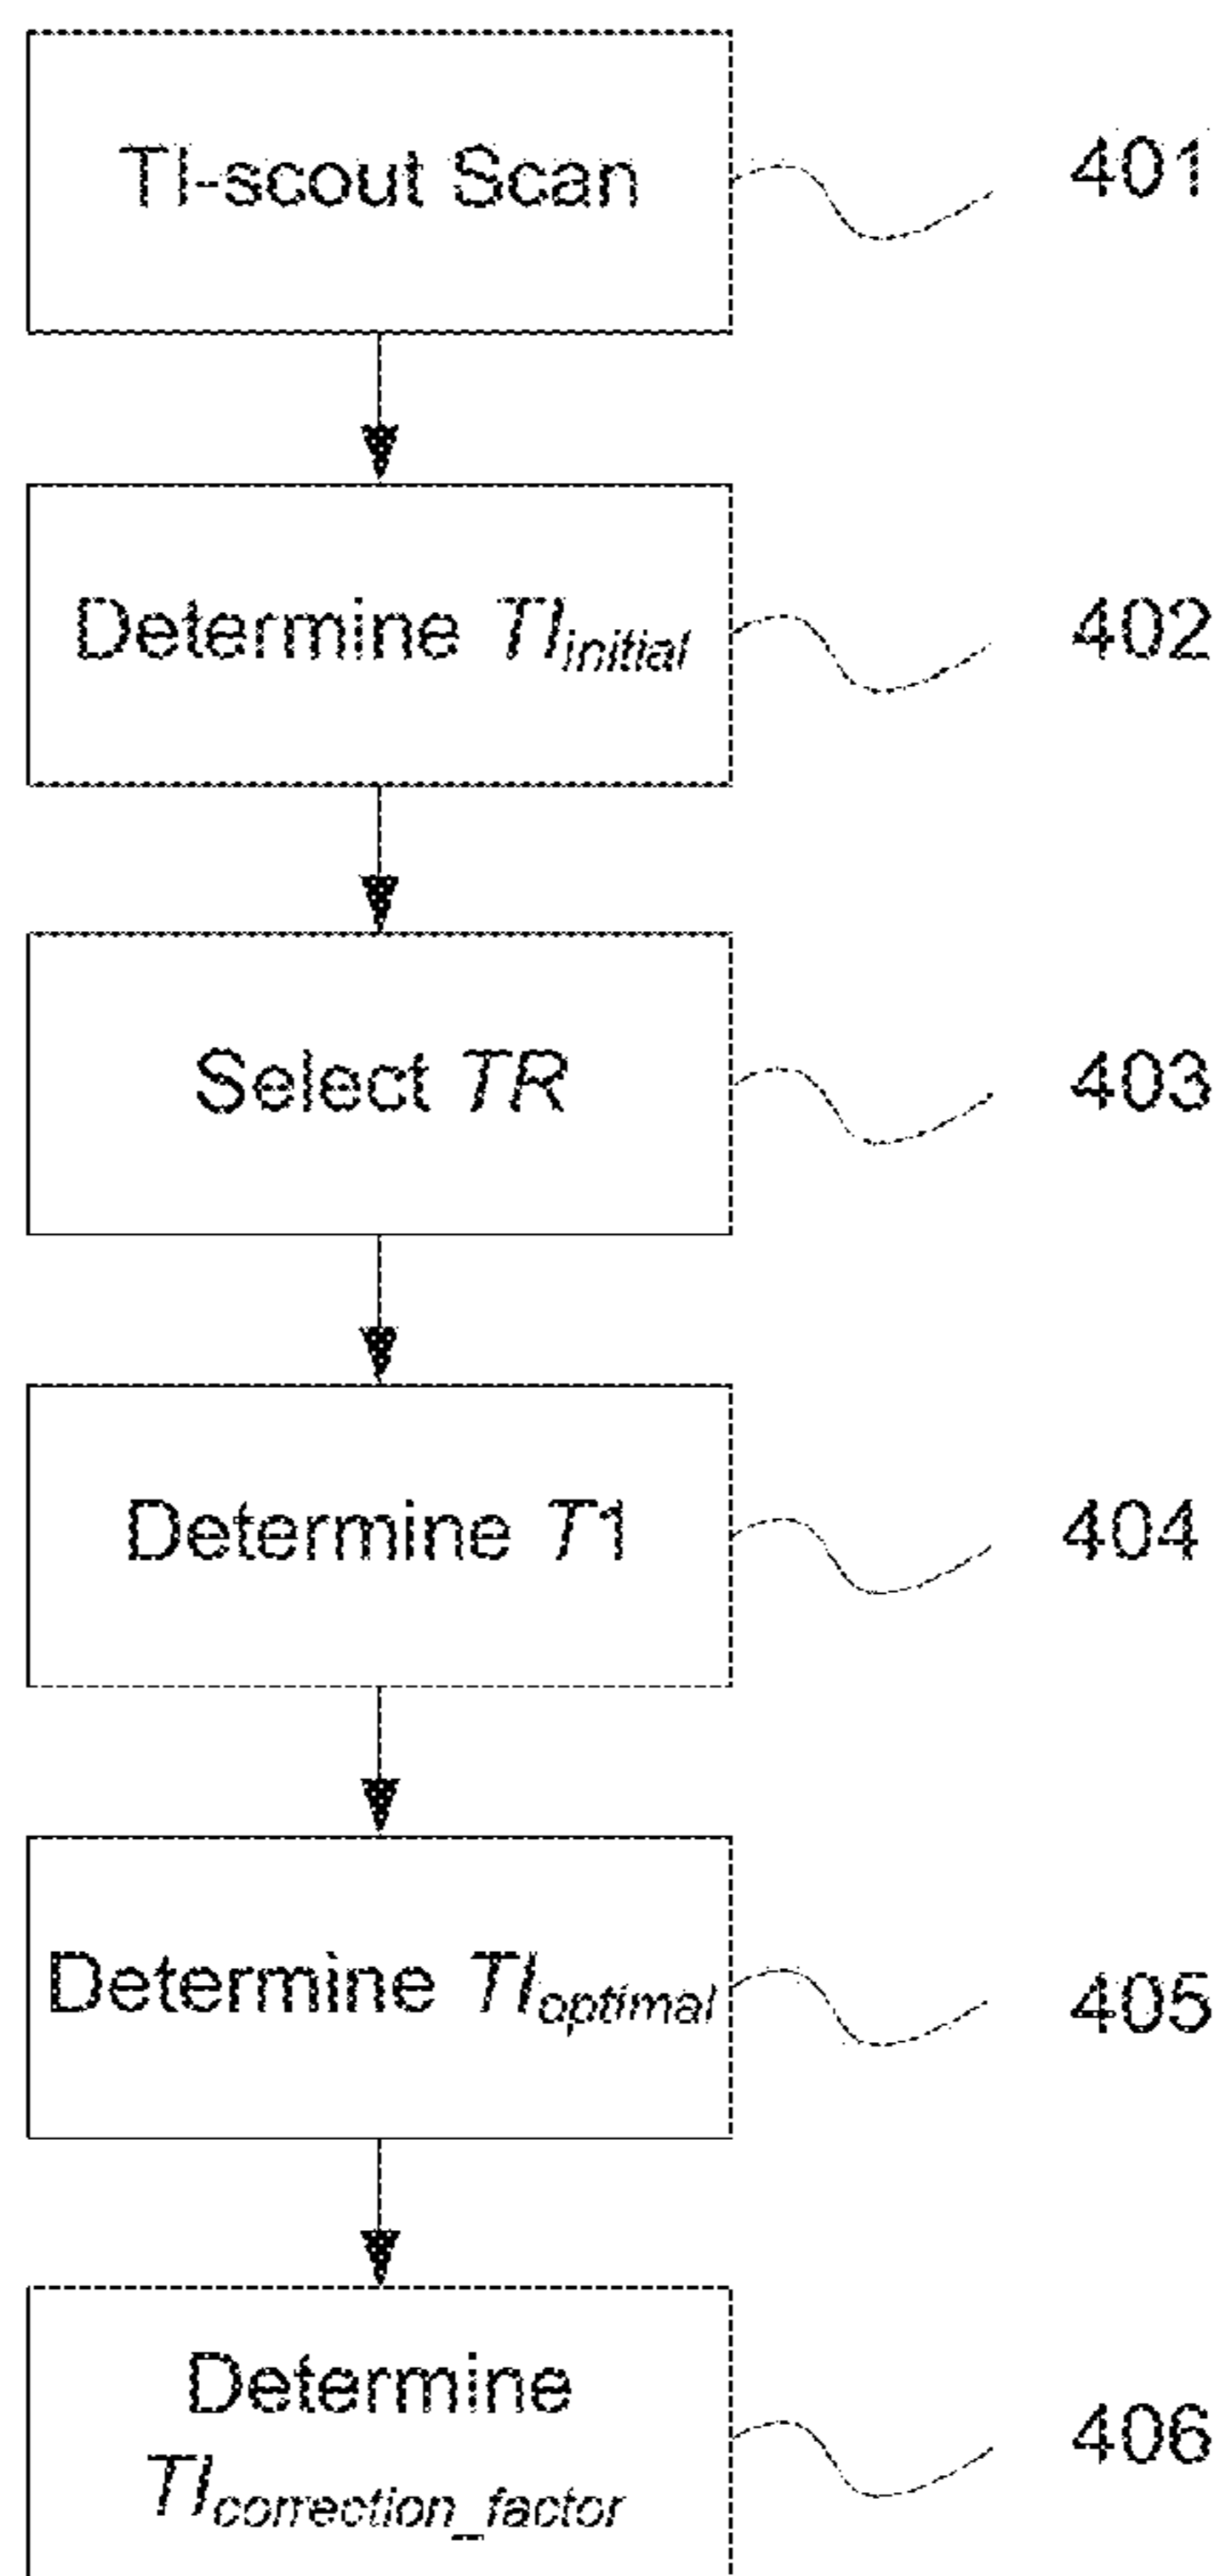 TI-scout Scan 401
Determine TIinitial 402
Select TR 403
Determine T1 404
Determine TIoptimal 405
Determine
TIcorrection_factor 406